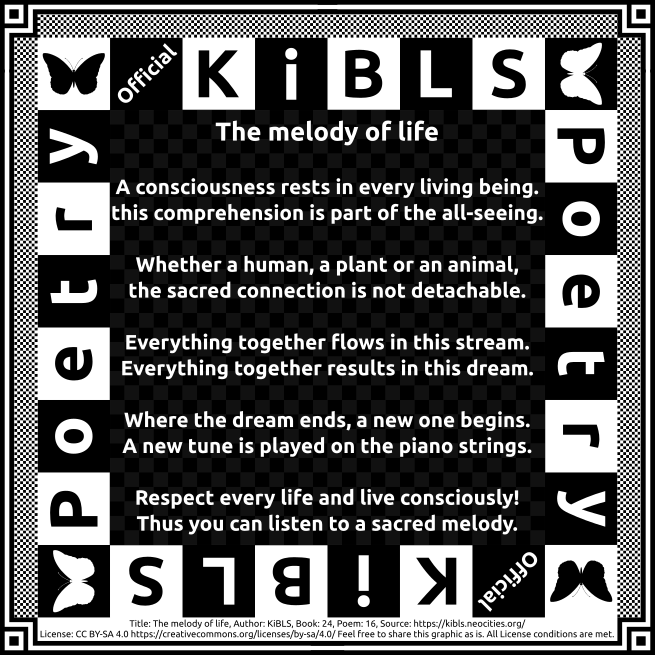 Official KiBLS
Poetry
Poetry
The melody of life
A consciousness rests in every living being.
this comprehension is part of the all-seeing.
Whether a human, a plant or an animal,
the sacred connection is not detachable.
Everything together flows in this stream.
Everything together results in this dream.
Where the dream ends, a new one begins.
A new tune is played on the piano strings.
Respect every life and live consciously!
Thus you can listen to a sacred melody.
Official KiBLS
Title: The melody of life, Author: KiBLS, Book: 24, Poem: 16, Source: https://kibls.neocities.org/
License: CC BY-SA 4.0 https://creativecommons.org/licenses/by-sa/4.0/ Feel free to share this graphic as is. All License conditions are met.